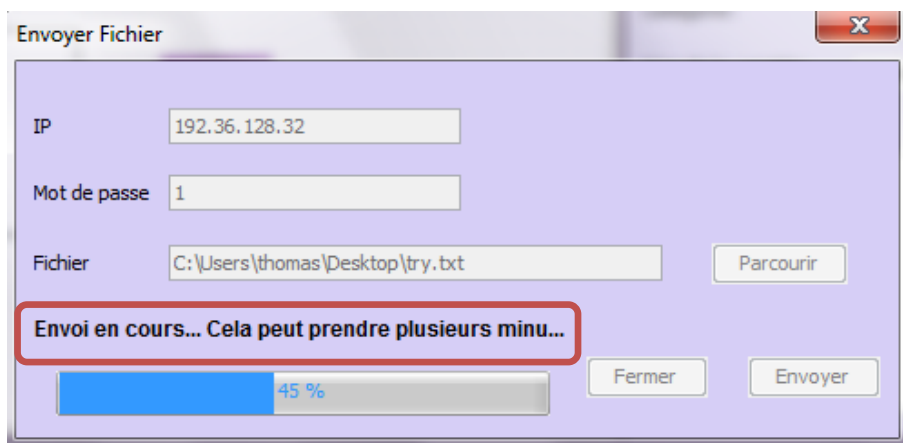 Envoyer Fichier
IP 192.36.128.32
Mot de passe 1
Fichier C:\Users\thomas\Desktop\try.txt Parcourir
Envoi en cours... Cela peut prendre plusieurs minu...
45 % Fermer Envoyer